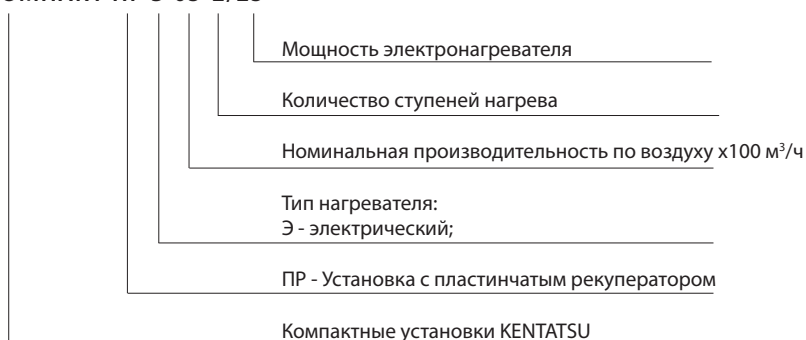 Мощность электронагревателя
Количество ступеней нагрева
Номинальная производительность по воздуху х100 м³/ч
Тип нагревателя:
Э - электрический;
ПР - Установка с пластинчатым рекуператором
Компактные установки KENTATSU